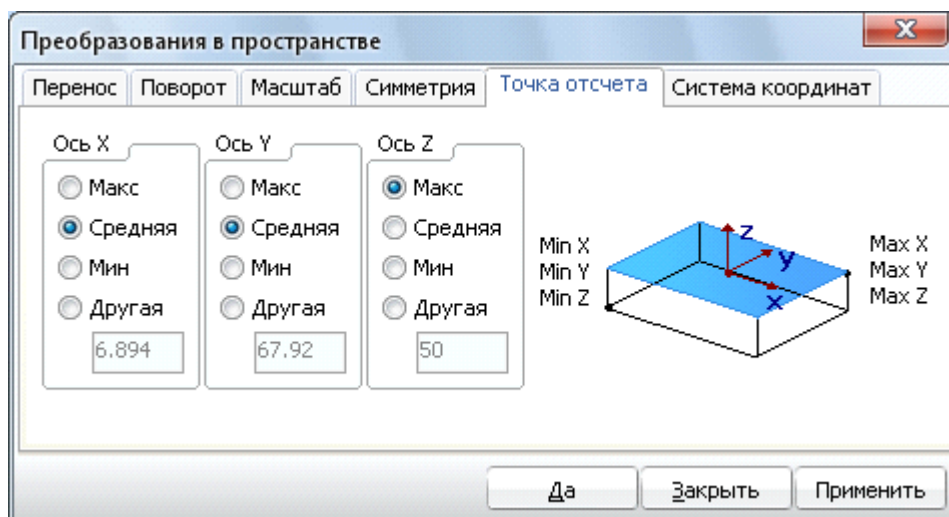 Преобразования в пространстве
Перенос Поворот Масштаб Симметрия Точка отсчета Система координат
Ось X Ось Y Ось Z
Макс Макс Макс
Средняя Средняя Средняя
Мин Мин Мин
Другая Другая Другая
6.894 67.92 50
Min X
Min Y
Min Z
z
y
x
Max X
Max Y
Max Z
Да Закрыть Применить